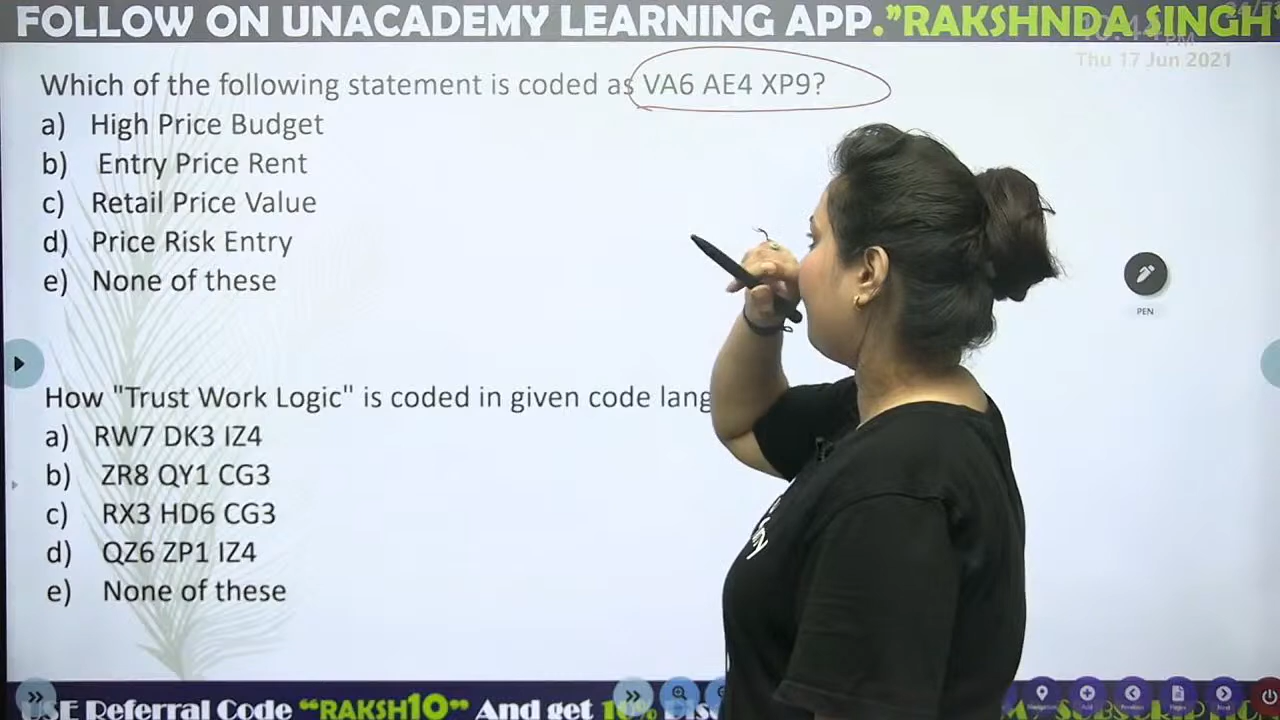 FOLLOW ON UNACADEMY LEARNING APP."RAKSHNDA SINGH"
Thu 17 Jun 2021
Which of the following statement is coded as VA6 AE4 XP9?
a) High Price Budget
b) Entry Price Rent
c) Retail Price Value
d) Price Risk Entry
e) None of these
PEN
How "Trust Work Logic" is coded in given code lang
a) RW7 DK3 IZ4
b) ZR8 QY1 CG3
c) RX3 HD6 CG3
d) QZ6 ZP1 IZ4
e) None of these
Referral Code “RAKSH10” And get 10%